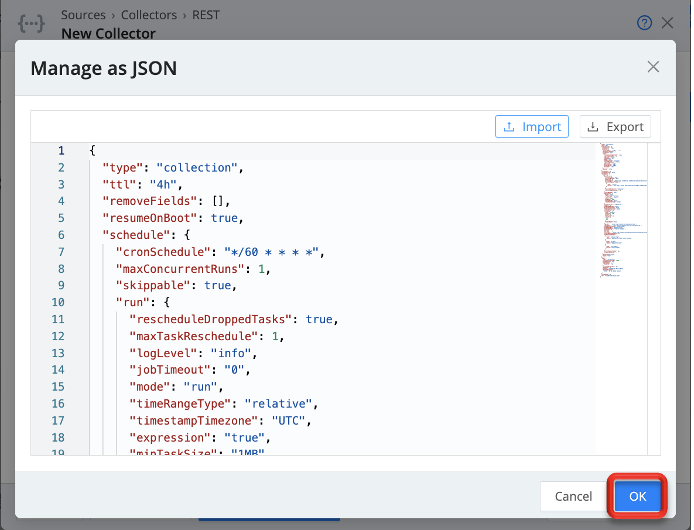 Sources › Collectors › REST
New Collector
Manage as JSON
Import
Export
1 {
2 "type": "collection",
3 "ttl": "4h",
4 "removeFields": [],
5 "resumeOnBoot": true,
6 "schedule": {
7 "cronSchedule": "*/60 * * * *",
8 "maxConcurrentRuns": 1,
9 "skippable": true,
10 "run": {
11 "rescheduleDroppedTasks": true,
12 "maxTaskReschedule": 1,
13 "logLevel": "info",
14 "jobTimeout": "0",
15 "mode": "run",
16 "timeRangeType": "relative",
17 "timestampTimezone": "UTC",
18 "expression": "true",
19 "minTaskSize": "1MB"
Cancel
OK